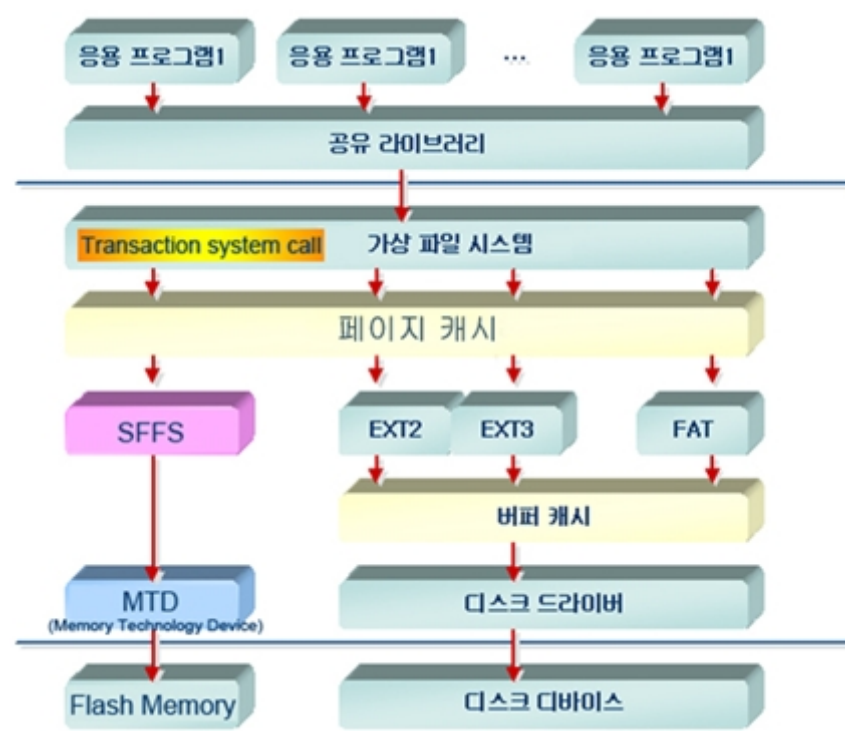 응용 프로그램1
응용 프로그램1
...
응용 프로그램1
공유 라이브러리
Transaction system call
가상 파일 시스템
페이지 캐시
SFFS
EXT2
EXT3
FAT
버퍼 캐시
MTD
(Memory Technology Device)
디스크 드라이버
Flash Memory
디스크 디바이스